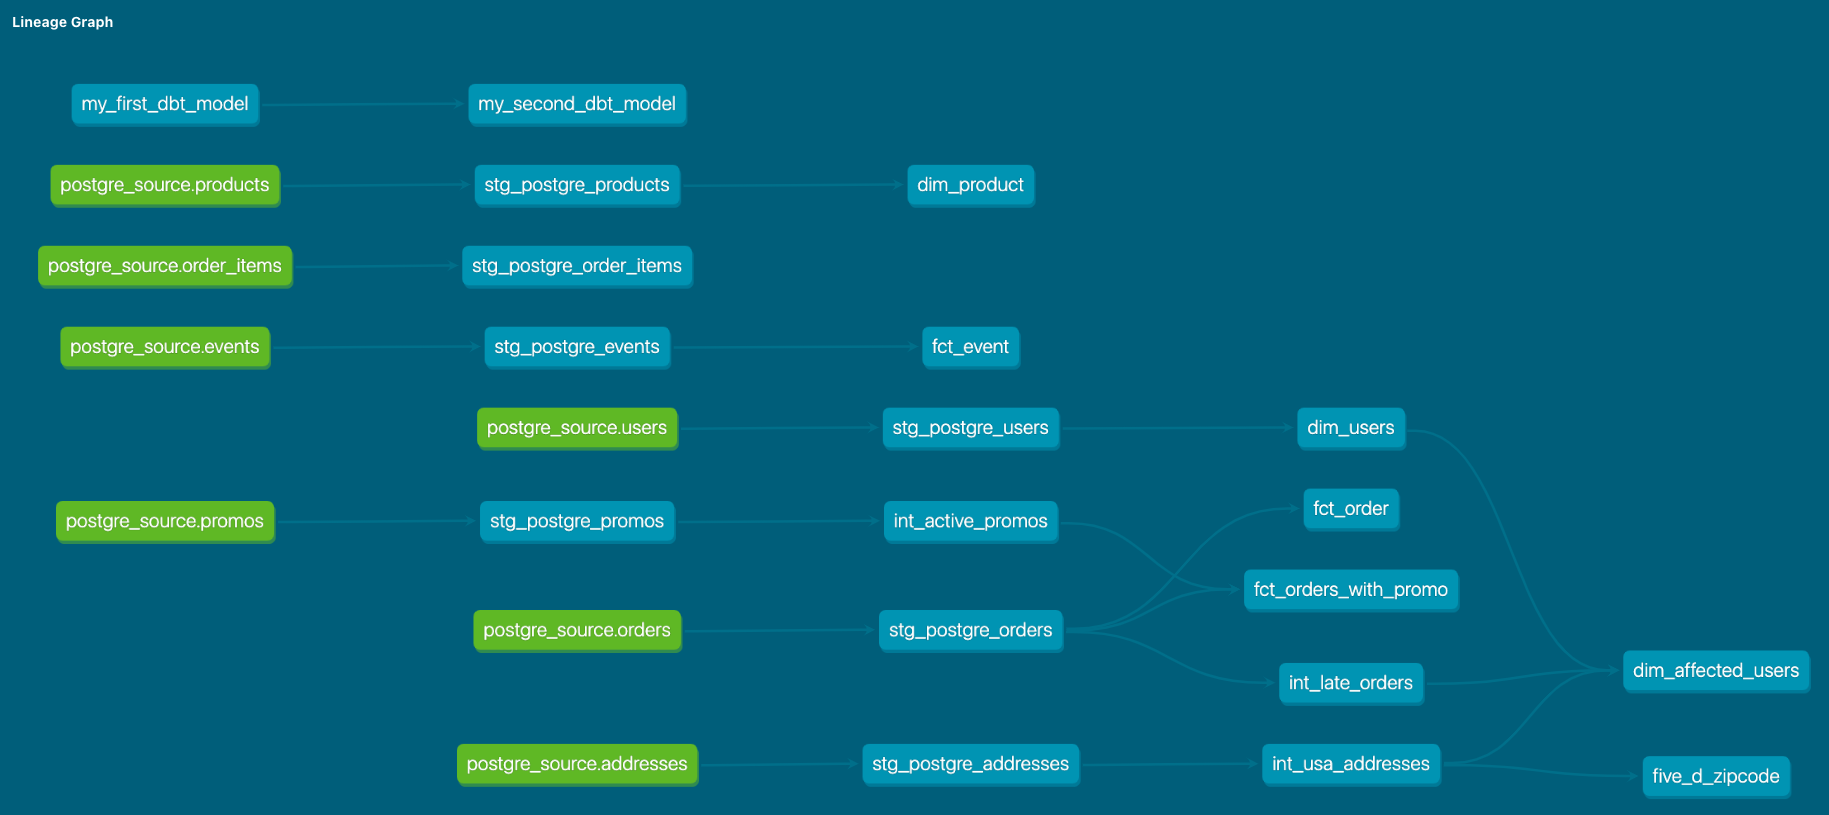 Lineage Graph
my_first_dbt_model
my_second_dbt_model
postgre_source.products
stg_postgre_products
dim_product
postgre_source.order_items
stg_postgre_order_items
postgre_source.events
stg_postgre_events
fct_event
postgre_source.users
stg_postgre_users
dim_users
fct_order
postgre_source.promos
stg_postgre_promos
int_active_promos
fct_orders_with_promo
postgre_source.orders
stg_postgre_orders
int_late_orders
dim_affected_users
postgre_source.addresses
stg_postgre_addresses
int_usa_addresses
five_d_zipcode